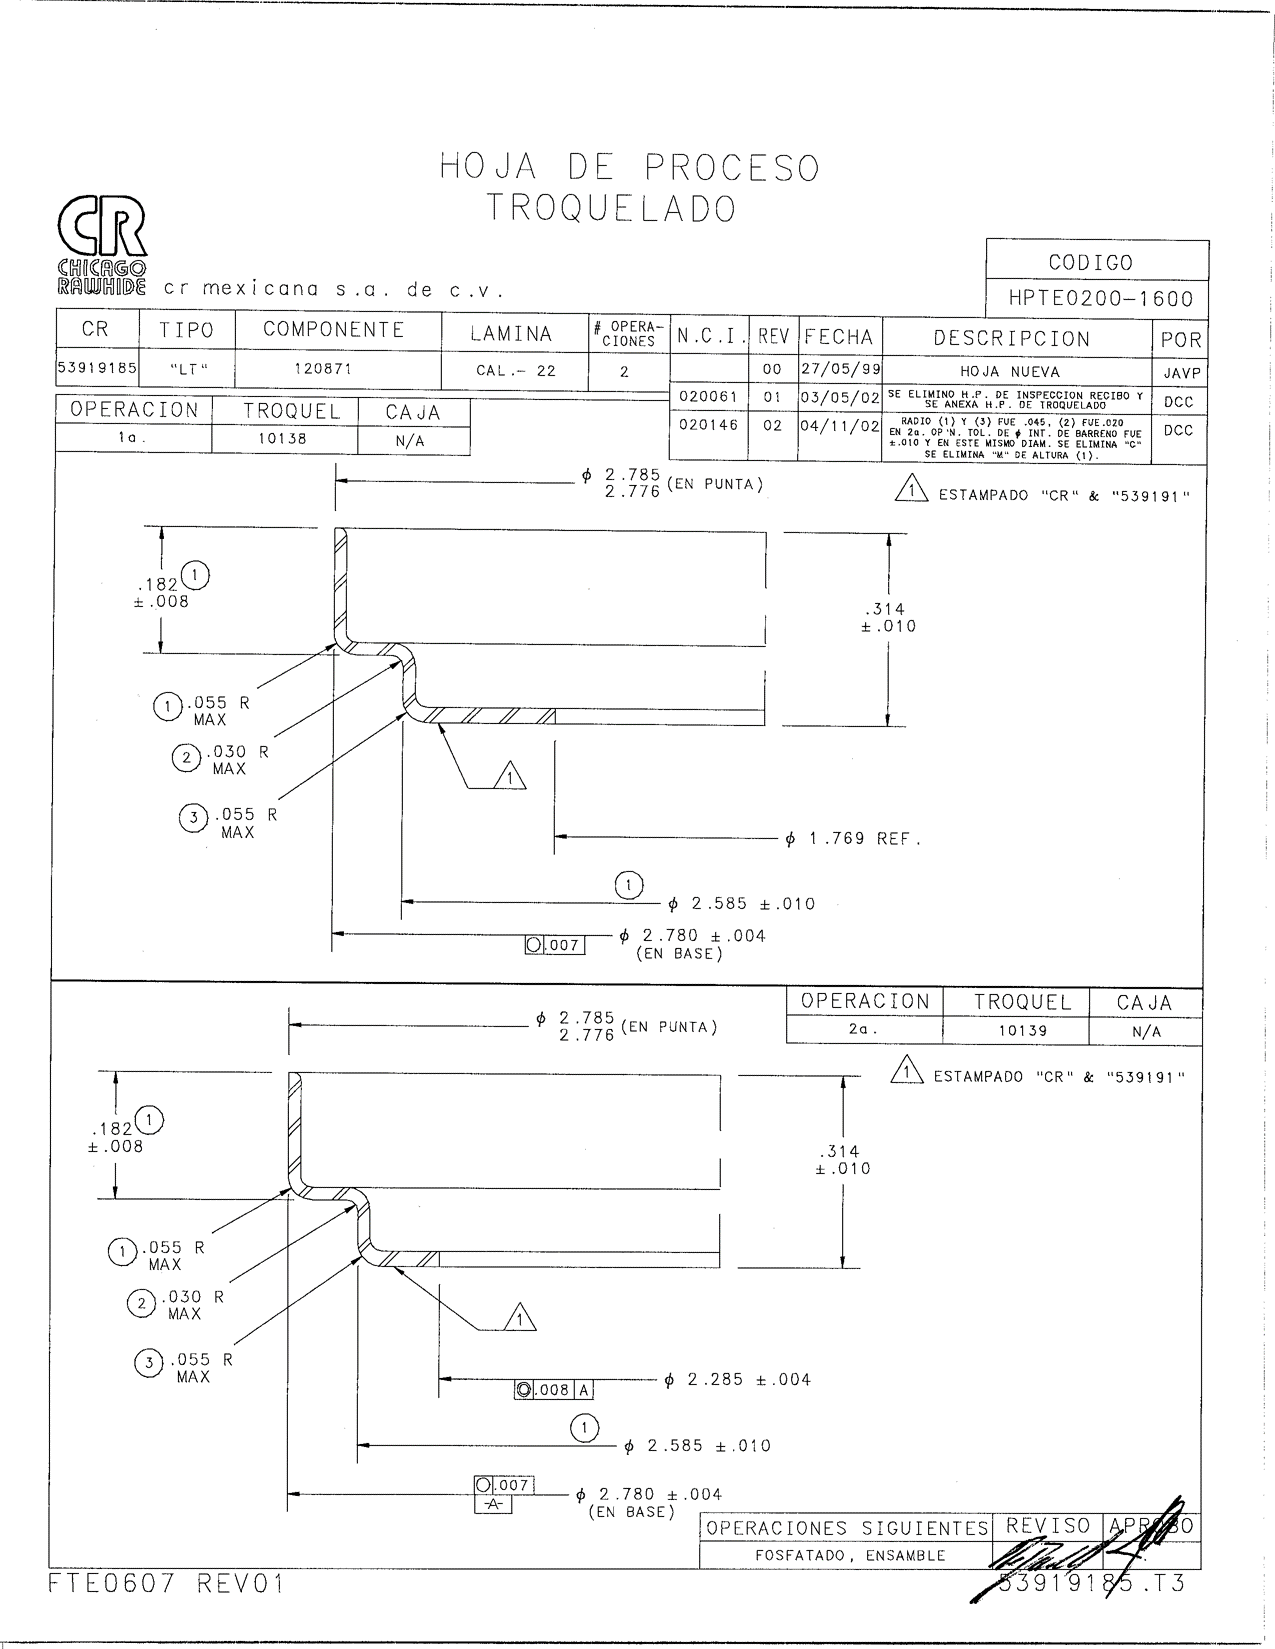 HOJA DE PROCESO
TROQUELADO
CR
CHICAGO
RAWHIDE
cr mexicana s.a. de c.v.
CODIGO
HPTE0200-1600
CR TIPO COMPONENTE LAMINA # OPERA-
CIONES
53919185 "LT" 120871 CAL.- 22 2
N.C.I. REV FECHA DESCRIPCION POR
00 27/05/99 HOJA NUEVA JAVP
020061 01 03/05/02 SE ELIMINO H.P. DE INSPECCION RECIBO Y
SE ANEXA H.P. DE TROQUELADO DCC
020146 02 04/11/02 RADIO (1) Y (3) FUE .045, (2) FUE.020
EN 2a. OP'N. TOL. DE ϕ INT. DE BARRENO FUE
±.010 Y EN ESTE MISMO DIAM. SE ELIMINA "C"
SE ELIMINA "M" DE ALTURA (1). DCC
OPERACION TROQUEL CAJA
1a. 10138 N/A
ϕ 2.785
2.776 (EN PUNTA)
1 ESTAMPADO "CR" & "539191"
.182 1
±.008
.314
±.010
1 .055 R
MAX
2 .030 R
MAX
1
3 .055 R
MAX
ϕ 1.769 REF.
1
ϕ 2.585 ±.010
.007 ϕ 2.780 ±.004
(EN BASE)
OPERACION TROQUEL CAJA
2a. 10139 N/A
ϕ 2.785
2.776 (EN PUNTA)
1 ESTAMPADO "CR" & "539191"
.182 1
±.008
.314
±.010
1 .055 R
MAX
2 .030 R
MAX
1
3 .055 R
MAX
.008 A ϕ 2.285 ±.004
1
ϕ 2.585 ±.010
.007
-A-
ϕ 2.780 ±.004
(EN BASE)
OPERACIONES SIGUIENTES REVISO APROBO
FOSFATADO, ENSAMBLE
FTE0607 REV01
53919185.T3